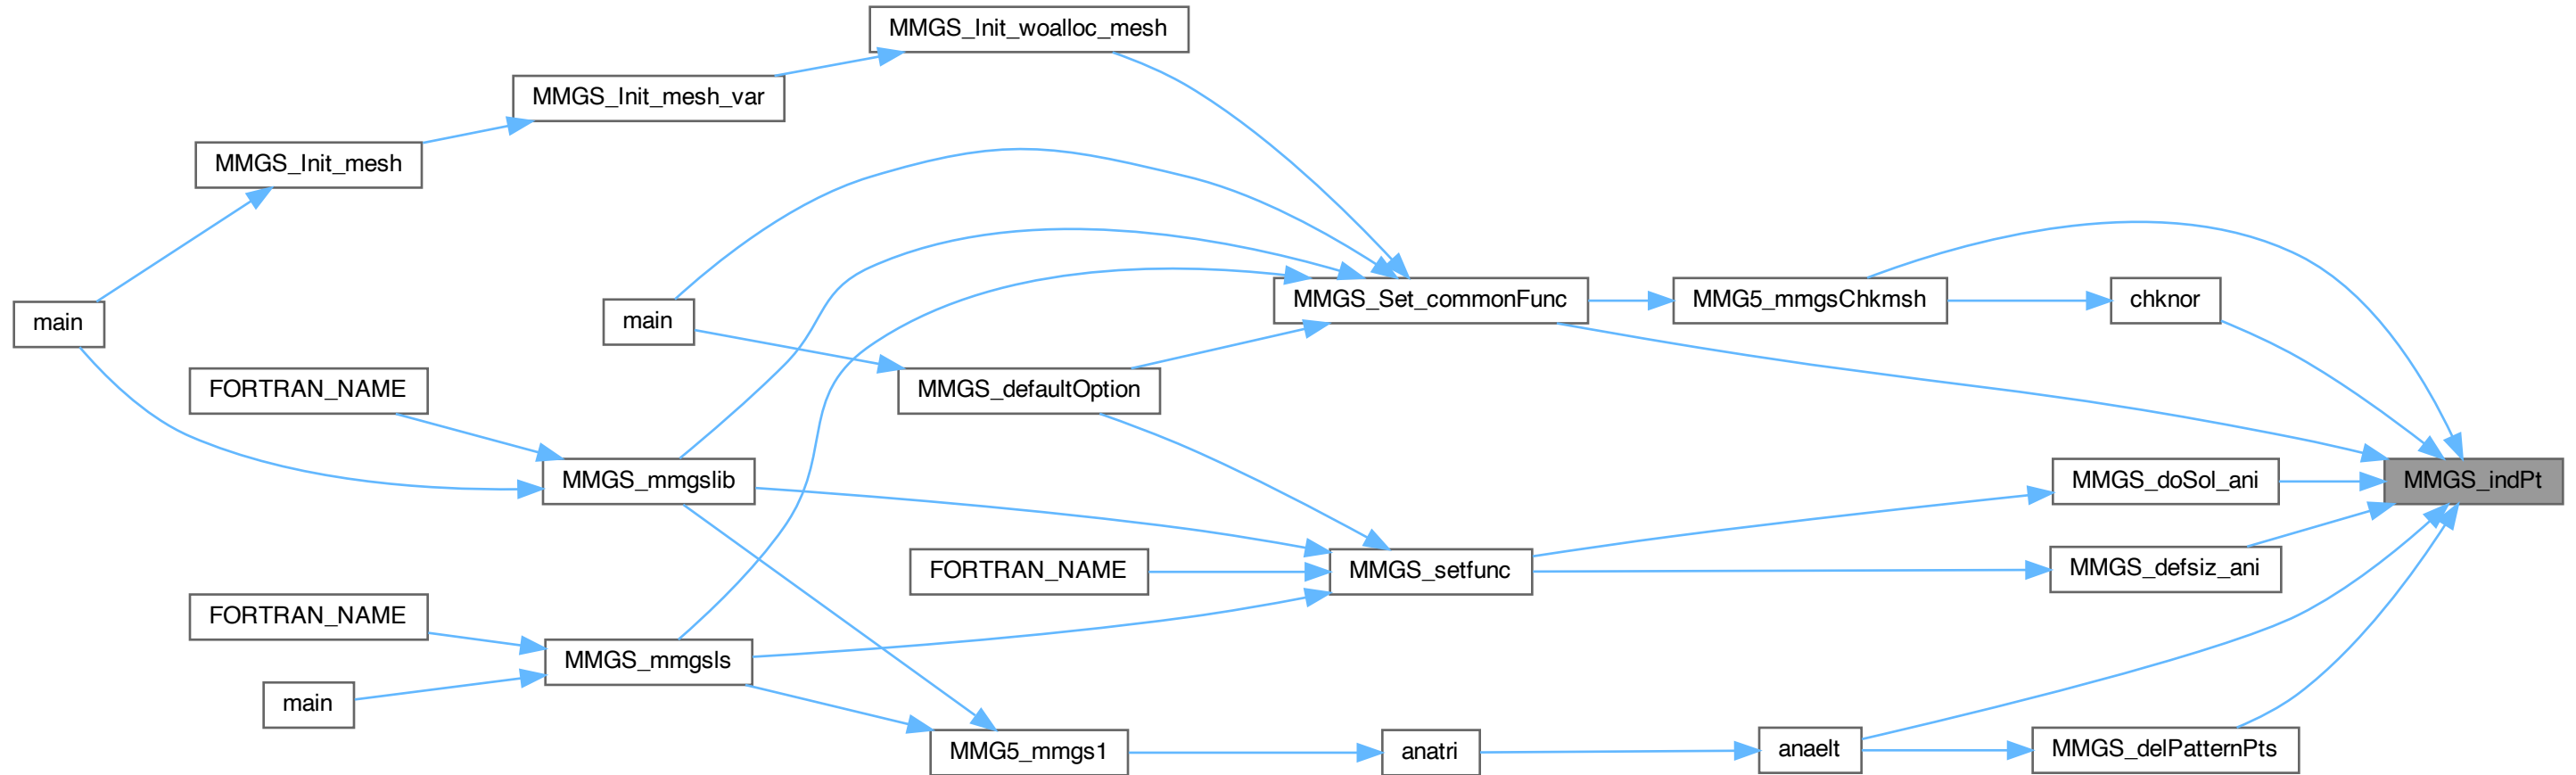 MMGS_Init_woalloc_mesh
MMGS_Init_mesh_var
MMGS_Init_mesh
main
main
MMGS_Set_commonFunc
MMG5_mmgsChkmsh
chknor
FORTRAN_NAME
MMGS_defaultOption
MMGS_mmgslib
MMGS_doSol_ani
MMGS_indPt
FORTRAN_NAME
MMGS_setfunc
MMGS_defsiz_ani
FORTRAN_NAME
MMGS_mmgsls
main
MMG5_mmgs1
anatri
anaelt
MMGS_delPatternPts